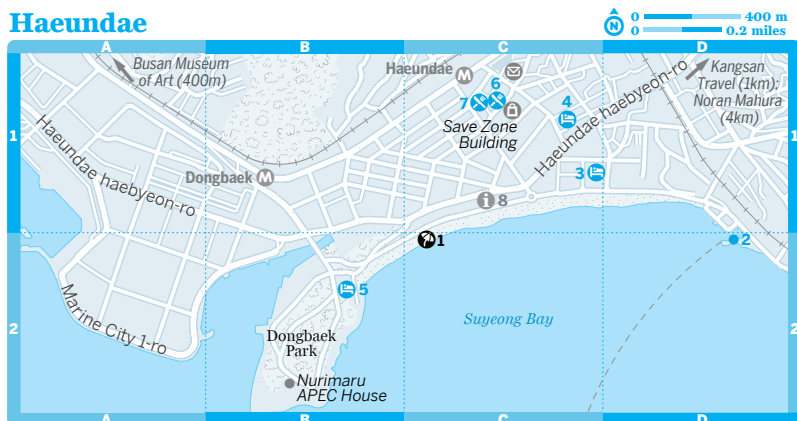 Haeundae
N
0 400 m
0 0.2 miles
A B C D
Busan Museum
of Art (400m)
Haeundae
M
Kangsan
Travel (1km);
Noran Mahura
(4km)
6
7
4
Save Zone
Building
Haeundae haebyeon-ro
1 1
Haeundae haebyeon-ro
Dongbaek
M
3
i
8
1
2
5
Suyeong Bay
Marine City 1-ro
2 2
Dongbaek
Park
Nurimaru
APEC House
A B C D